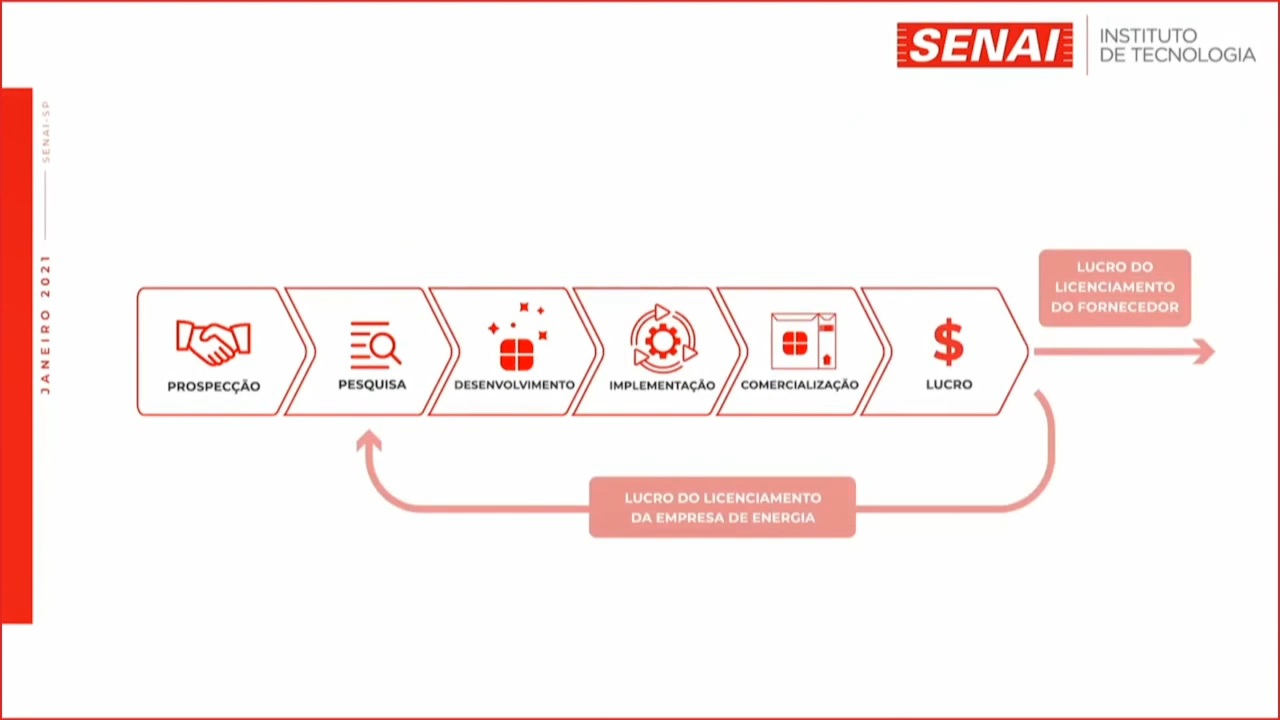 SENAI
INSTITUTO
DE TECNOLOGIA
JANEIRO 2021
SENAI-SP
PROSPECÇÃO
PESQUISA
DESENVOLVIMENTO
IMPLEMENTAÇÃO
COMERCIALIZAÇÃO
$
LUCRO
LUCRO DO
LICENCIAMENTO
DO FORNECEDOR
LUCRO DO LICENCIAMENTO
DA EMPRESA DE ENERGIA